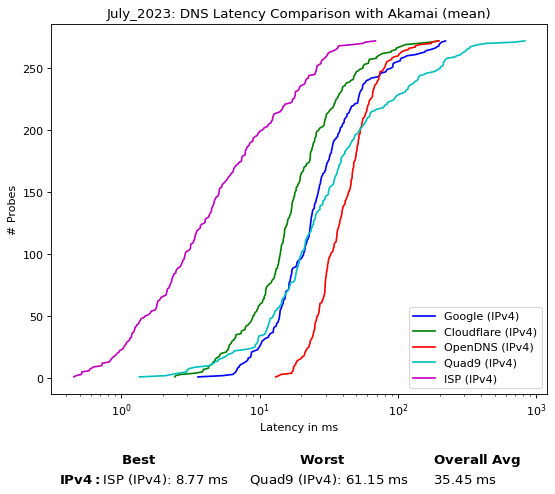 July_2023: DNS Latency Comparison with Akamai (mean)
# Probes
250
200
150
100
50
0
Google (IPv4)
Cloudflare (IPv4)
OpenDNS (IPv4)
Quad9 (IPv4)
ISP (IPv4)
10⁰ 10¹ 10² 10³
Latency in ms
Best Worst Overall Avg
IPv4: ISP (IPv4): 8.77 ms Quad9 (IPv4): 61.15 ms 35.45 ms